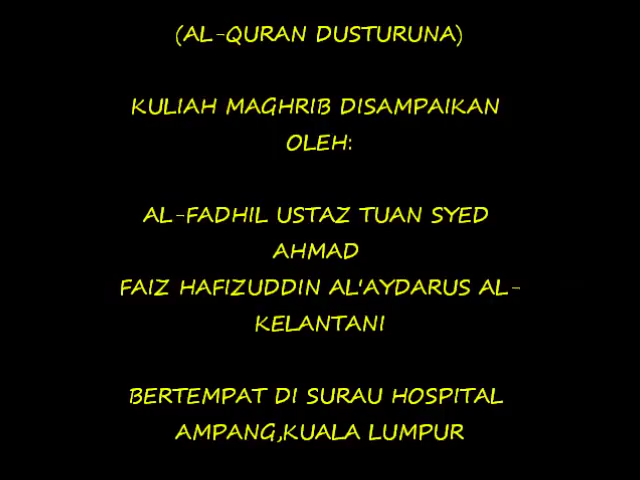 (AL-QURAN DUSTURUNA)
KULIAH MAGHRIB DISAMPAIKAN
OLEH:
AL-FADHIL USTAZ TUAN SYED
AHMAD
FAIZ HAFIZUDDIN AL'AYDARUS AL-
KELANTANI
BERTEMPAT DI SURAU HOSPITAL
AMPANG,KUALA LUMPUR